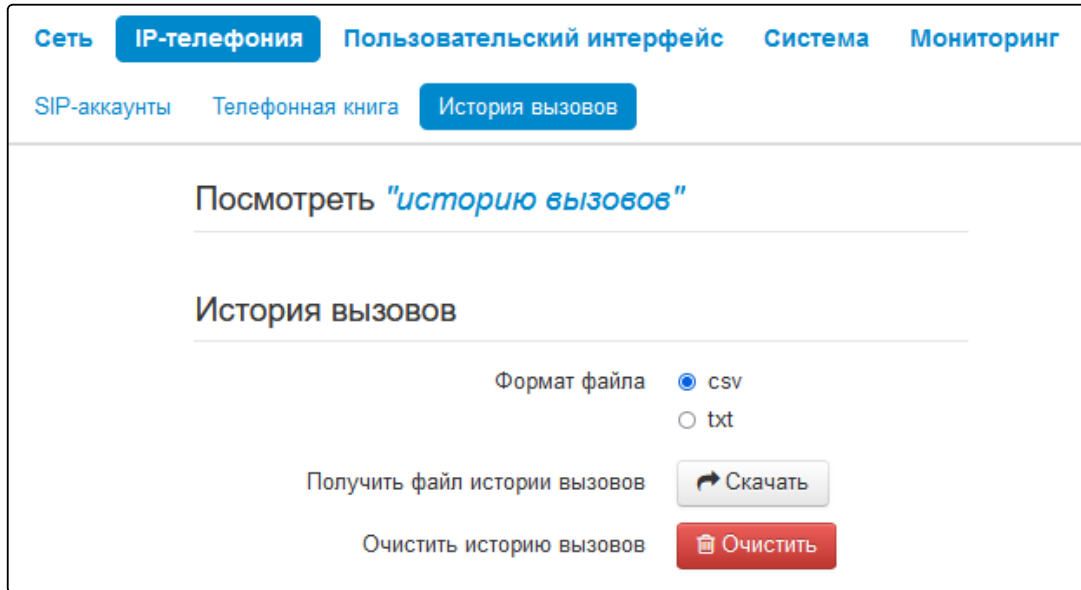 Сеть IP-телефония Пользовательский интерфейс Система Мониторинг
SIP-аккаунты Телефонная книга История вызовов
Посмотреть "историю вызовов"
История вызовов
Формат файла csv
txt
Получить файл истории вызовов Скачать
Очистить историю вызовов Очистить